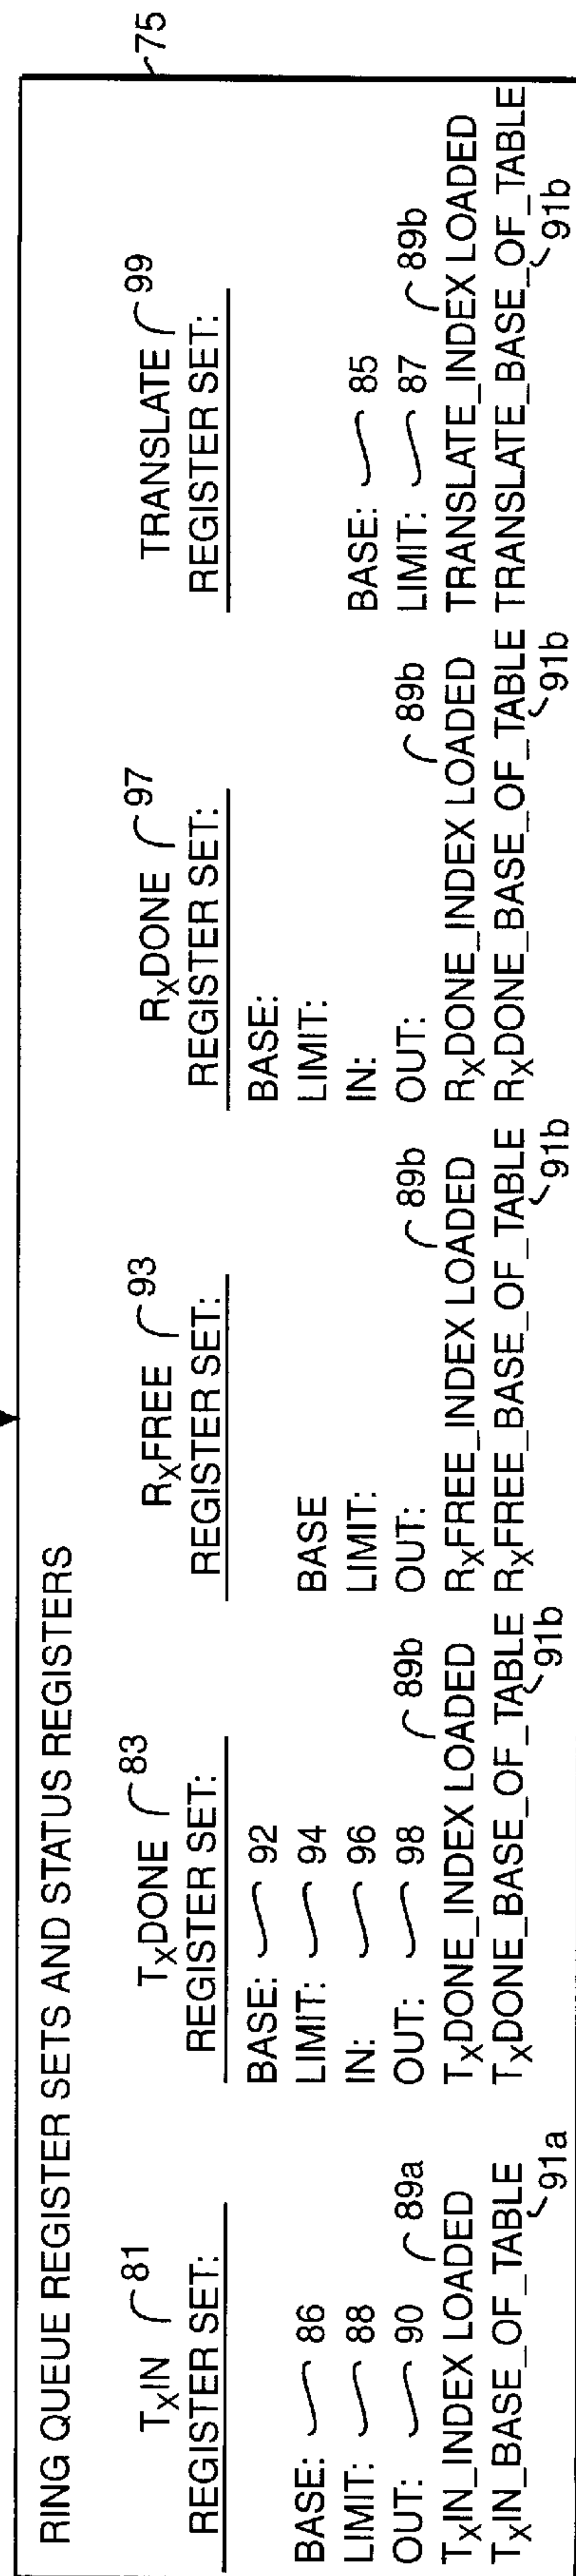 75
RING QUEUE REGISTER SETS AND STATUS REGISTERS
TXIN 81
REGISTER SET:
BASE: 86
LIMIT: 88
OUT: 90 89a
TXIN_INDEX LOADED
TXIN_BASE_OF_TABLE
91a
TXDONE 83
REGISTER SET:
BASE: 92
LIMIT: 94
IN: 96
OUT: 98 89b
TXDONE_INDEX LOADED
TXDONE_BASE_OF_TABLE
91b
RXFREE 93
REGISTER SET:
BASE
LIMIT:
OUT: 89b
RXFREE_INDEX LOADED
RXFREE_BASE_OF_TABLE
91b
RXDONE 97
REGISTER SET:
BASE:
LIMIT:
IN:
OUT: 89b
RXDONE_INDEX LOADED
RXDONE_BASE_OF_TABLE
91b
TRANSLATE 99
REGISTER SET:
BASE: 85
LIMIT: 87 89b
TRANSLATE_INDEX LOADED
TRANSLATE_BASE_OF_TABLE
91b